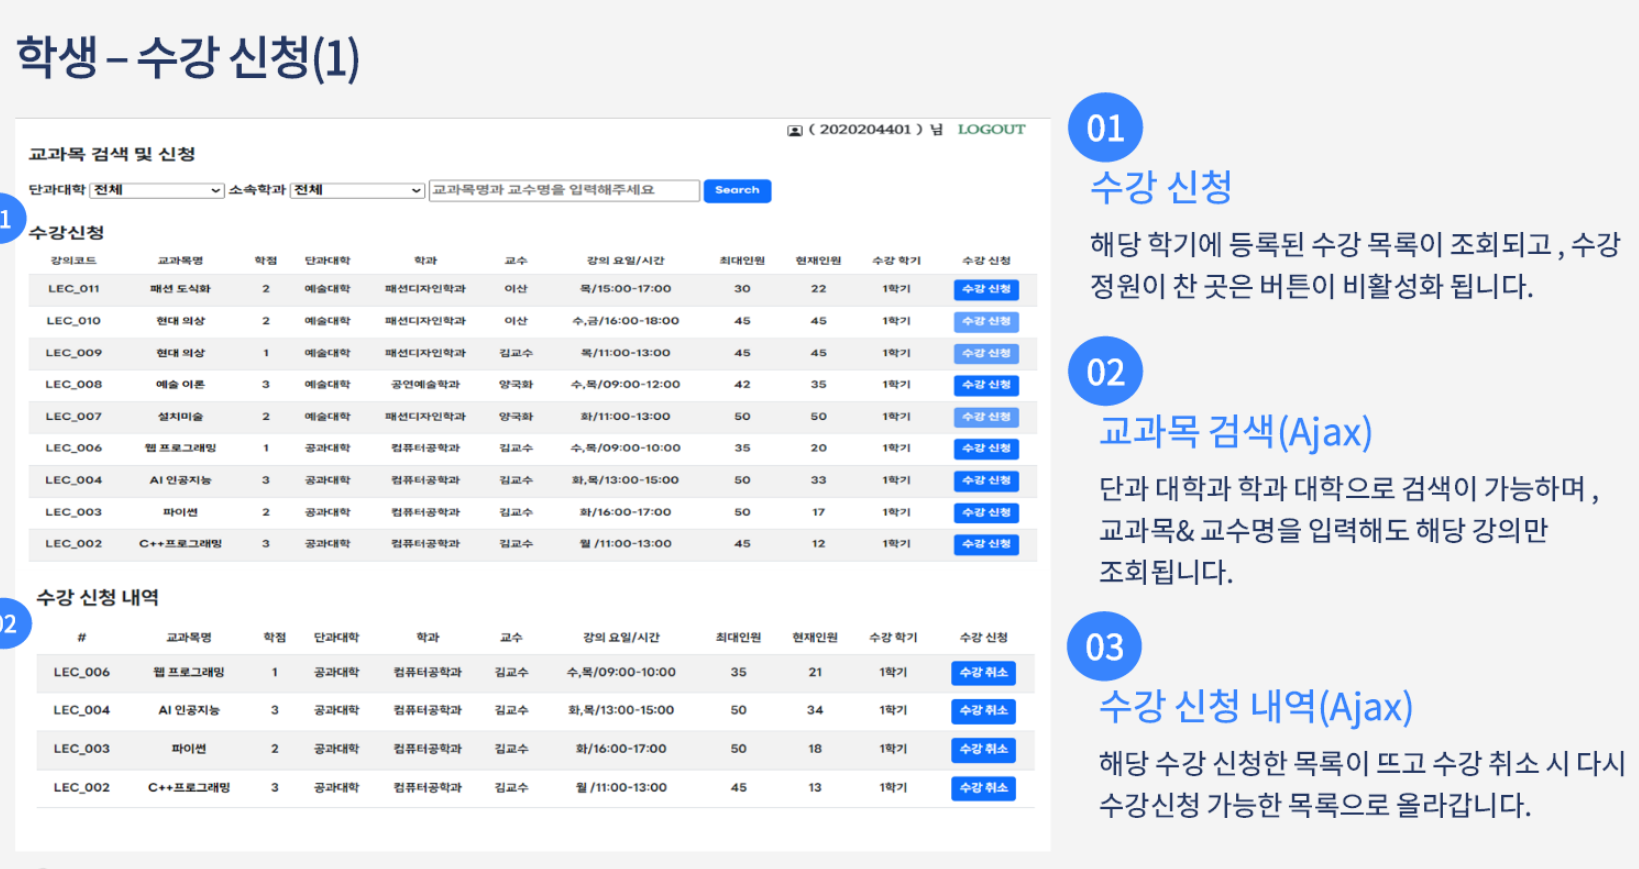 학생 – 수강 신청(1)
( 2020204401 ) 님 LOGOUT
교과목 검색 및 신청
단과대학 전체 소속학과 전체 교과목명과 교수명을 입력해주세요 Search
1
수강신청
강의코드 교과목명 학점 단과대학 학과 교수 강의 요일/시간 최대인원 현재인원 수강 학기 수강 신청
LEC_011 패션 도식화 2 예술대학 패션디자인학과 이산 목/15:00-17:00 30 22 1학기 수강 신청
LEC_010 현대 의상 2 예술대학 패션디자인학과 이산 수,금/16:00-18:00 45 45 1학기 수강 신청
LEC_009 현대 의상 1 예술대학 패션디자인학과 김교수 목/11:00-13:00 45 45 1학기 수강 신청
LEC_008 예술 이론 3 예술대학 공연예술학과 양국화 수,목/09:00-12:00 42 35 1학기 수강 신청
LEC_007 설치미술 2 예술대학 패션디자인학과 양국화 화/11:00-13:00 50 50 1학기 수강 신청
LEC_006 웹 프로그래밍 1 공과대학 컴퓨터공학과 김교수 수,목/09:00-10:00 35 20 1학기 수강 신청
LEC_004 AI 인공지능 3 공과대학 컴퓨터공학과 김교수 화,목/13:00-15:00 50 33 1학기 수강 신청
LEC_003 파이썬 2 공과대학 컴퓨터공학과 김교수 화/16:00-17:00 50 17 1학기 수강 신청
LEC_002 C++프로그래밍 3 공과대학 컴퓨터공학과 김교수 월 /11:00-13:00 45 12 1학기 수강 신청
수강 신청 내역
02
# 교과목명 학점 단과대학 학과 교수 강의 요일/시간 최대인원 현재인원 수강 학기 수강 신청
LEC_006 웹 프로그래밍 1 공과대학 컴퓨터공학과 김교수 수,목/09:00-10:00 35 21 1학기 수강 취소
LEC_004 AI 인공지능 3 공과대학 컴퓨터공학과 김교수 화,목/13:00-15:00 50 34 1학기 수강 취소
LEC_003 파이썬 2 공과대학 컴퓨터공학과 김교수 화/16:00-17:00 50 18 1학기 수강 취소
LEC_002 C++프로그래밍 3 공과대학 컴퓨터공학과 김교수 월 /11:00-13:00 45 13 1학기 수강 취소
01
수강 신청
해당 학기에 등록된 수강 목록이 조회되고 , 수강
정원이 찬 곳은 버튼이 비활성화 됩니다.
02
교과목 검색(Ajax)
단과 대학과 학과 대학으로 검색이 가능하며 ,
교과목& 교수명을 입력해도 해당 강의만
조회됩니다.
03
수강 신청 내역(Ajax)
해당 수강 신청한 목록이 뜨고 수강 취소 시 다시
수강신청 가능한 목록으로 올라갑니다.